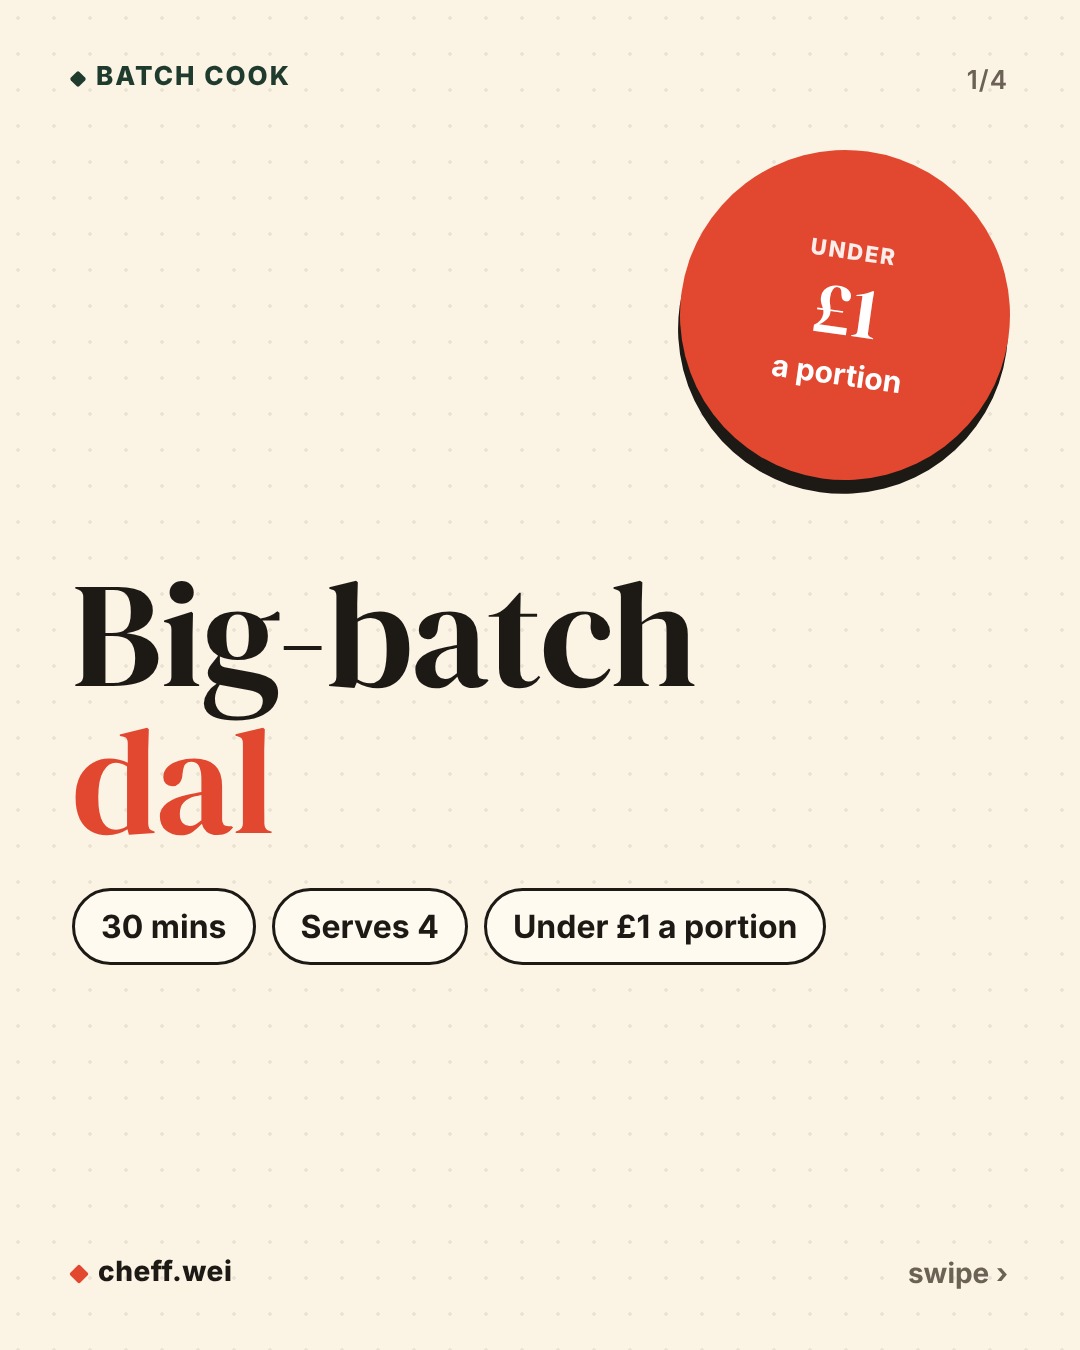 BATCH COOK
1/4
UNDER
£1
a portion
Big-batch
dal
30 mins
Serves 4
Under £1 a portion
cheff.wei
swipe ›